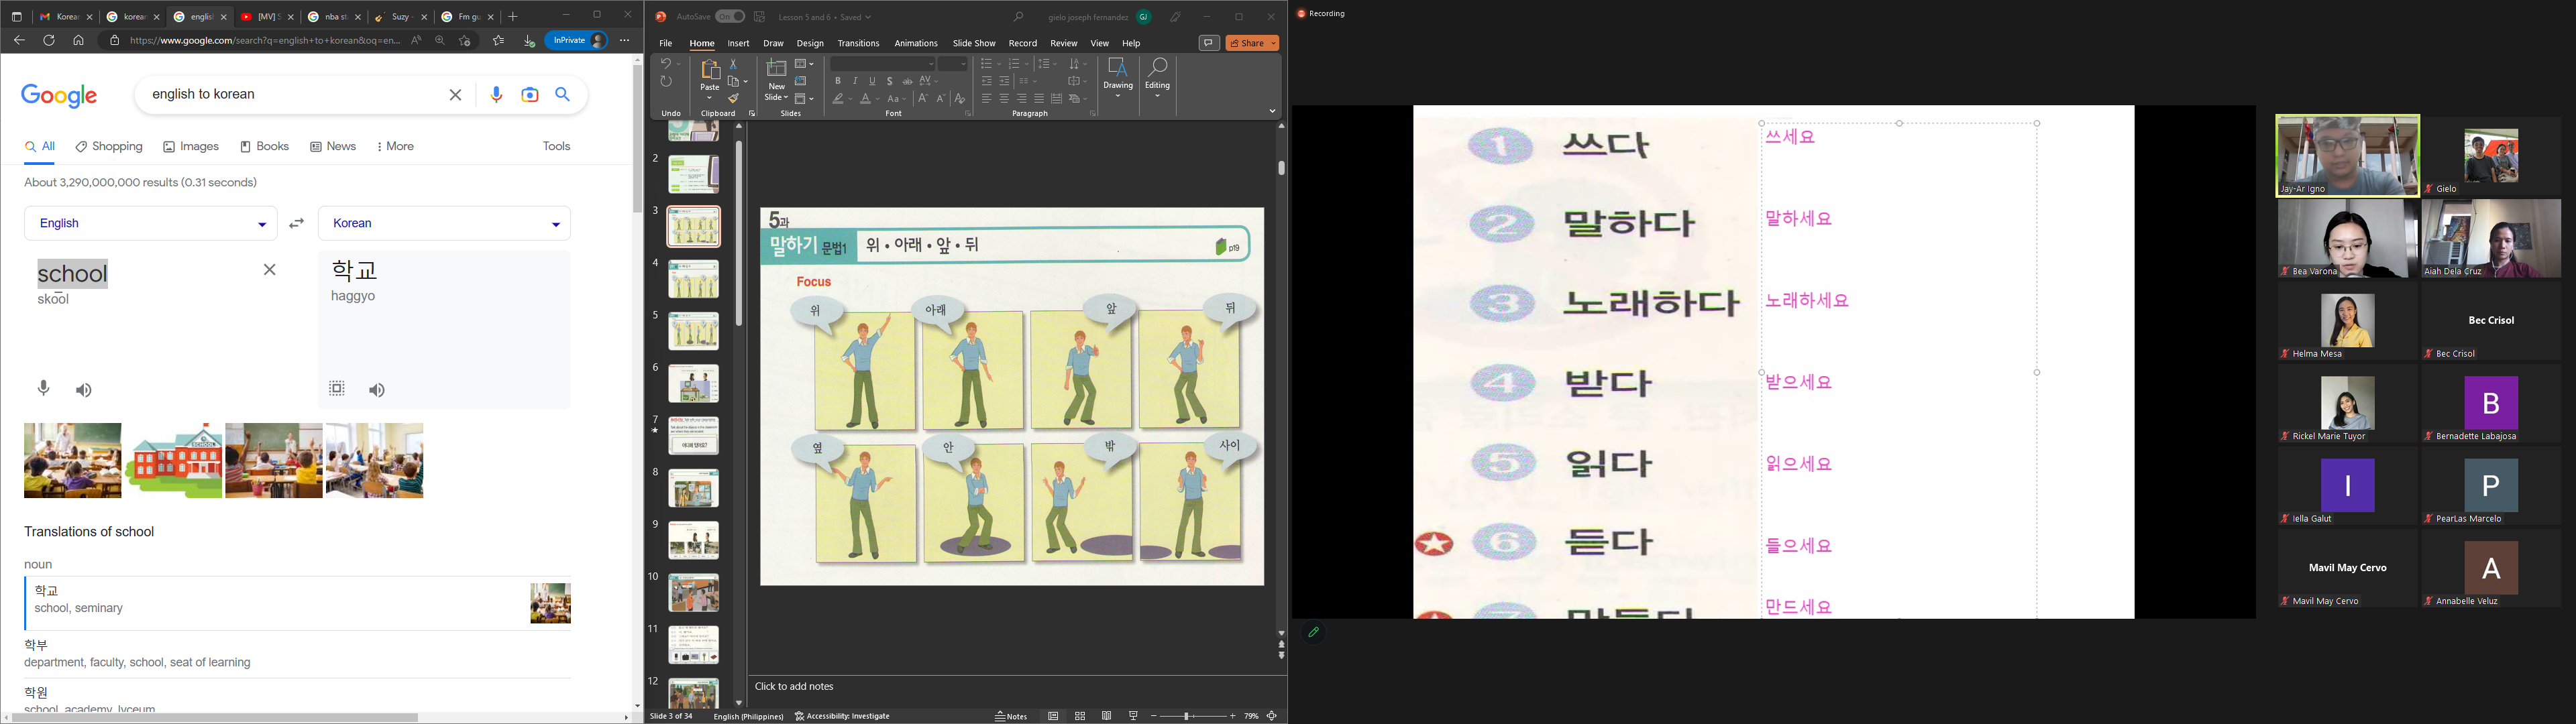 Korean
korean
english
[MV] S
nba st
Suzy -
Fm gu
https://www.google.com/search?q=english+to+korean&oq=en...
InPrivate
Google
english to korean
All
Shopping
Images
Books
News
More
Tools
About 3,290,000,000 results (0.31 seconds)
English
Korean
school
skōōl
학교
haggyo
Translations of school
noun
학교
school, seminary
학부
department, faculty, school, seat of learning
학원
school, academy, lyceum
AutoSave On
Lesson 5 and 6 • Saved
gielo joseph fernandez
GJ
File Home Insert Draw Design Transitions Animations Slide Show Record Review View Help
Share
Paste
New
Slide
Drawing
Editing
Undo
Clipboard
Slides
Font
Paragraph
2
3
4
5
6
7
8
9
10
11
12
5과
말하기 문법1
위 • 아래 • 앞 • 뒤
p19
Focus
위
아래
앞
뒤
옆
안
밖
사이
Click to add notes
Slide 3 of 34
English (Philippines)
Accessibility: Investigate
Notes
79%
Recording
1 쓰다 쓰세요
2 말하다 말하세요
3 노래하다 노래하세요
4 받다 받으세요
5 읽다 읽으세요
6 듣다 들으세요
만드세요
Jay-Ar Igno
Gielo
Bea Varona
Aiah Dela Cruz
Helma Mesa
Bec Crisol
Bec Crisol
Rickel Marie Tuyor
B
Bernadette Labajosa
I
Iella Galut
P
PearLas Marcelo
Mavil May Cervo
Mavil May Cervo
A
Annabelle Veluz